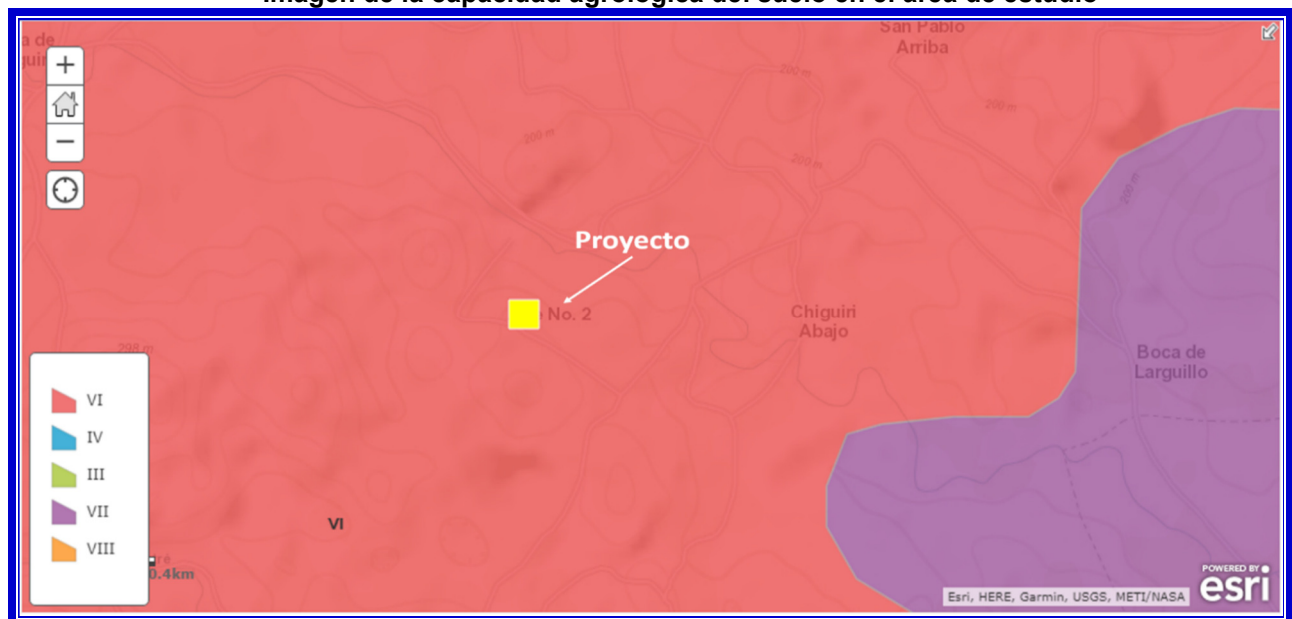 Imagen de la capacidad agrológica del suelo en el área de estudio
San Pablo
Arriba
200 m
200 m
200 m
200 m
200 m
Proyecto
No. 2
Chiguiri
Abajo
Boca de
Larguillo
298 m
VI
IV
III
VII
VIII
VI
0.4km
POWERED BY
esri
Esri, HERE, Garmin, USGS, METI/NASA